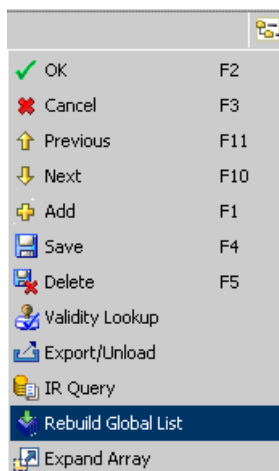 OK F2
Cancel F3
Previous F11
Next F10
Add F1
Save F4
Delete F5
Validity Lookup
Export/Unload
IR Query
Rebuild Global List
Expand Array